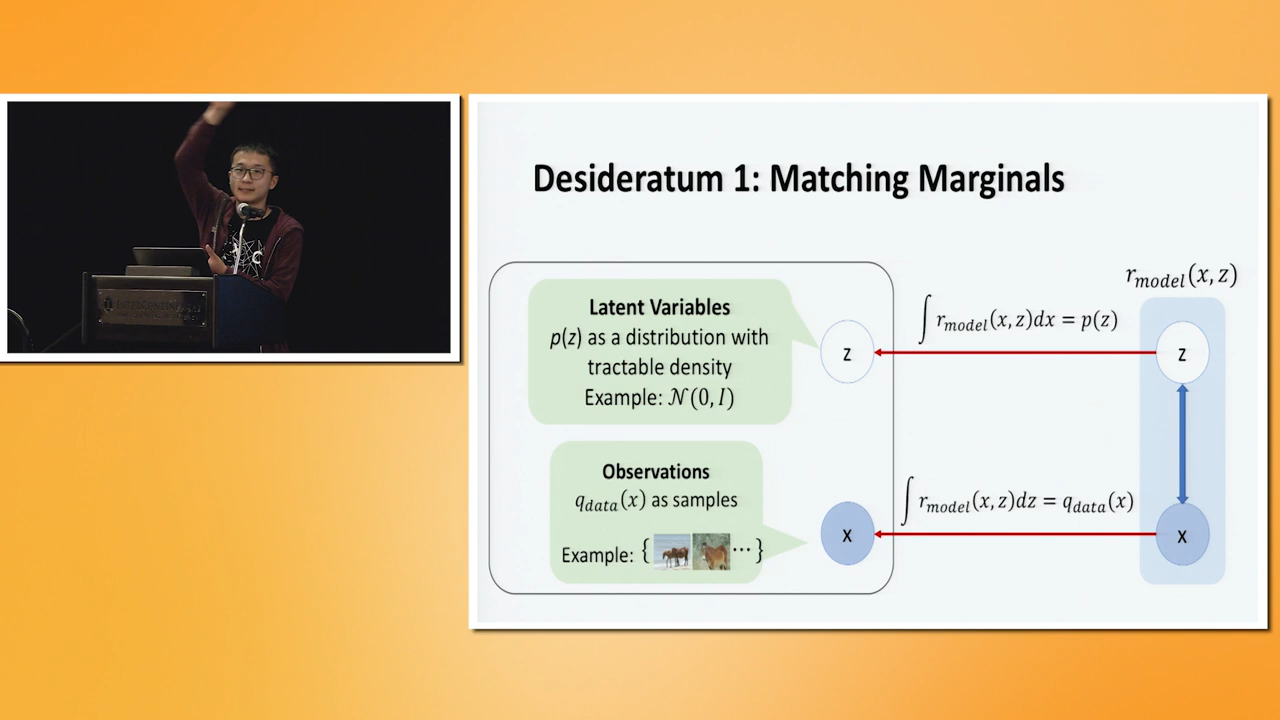 Desideratum 1: Matching Marginals
Latent Variables
p(z) as a distribution with
tractable density
Example: 𝒩(0, I)
z
∫ r_model(x, z)dx = p(z)
r_model(x, z)
z
Observations
q_data(x) as samples
Example: { ⋯ }
x
∫ r_model(x, z)dz = q_data(x)
x